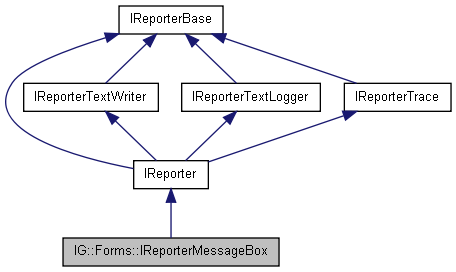 IReporterBase
IReporterTextWriter
IReporterTextLogger
IReporterTrace
IReporter
IG::Forms::IReporterMessageBox